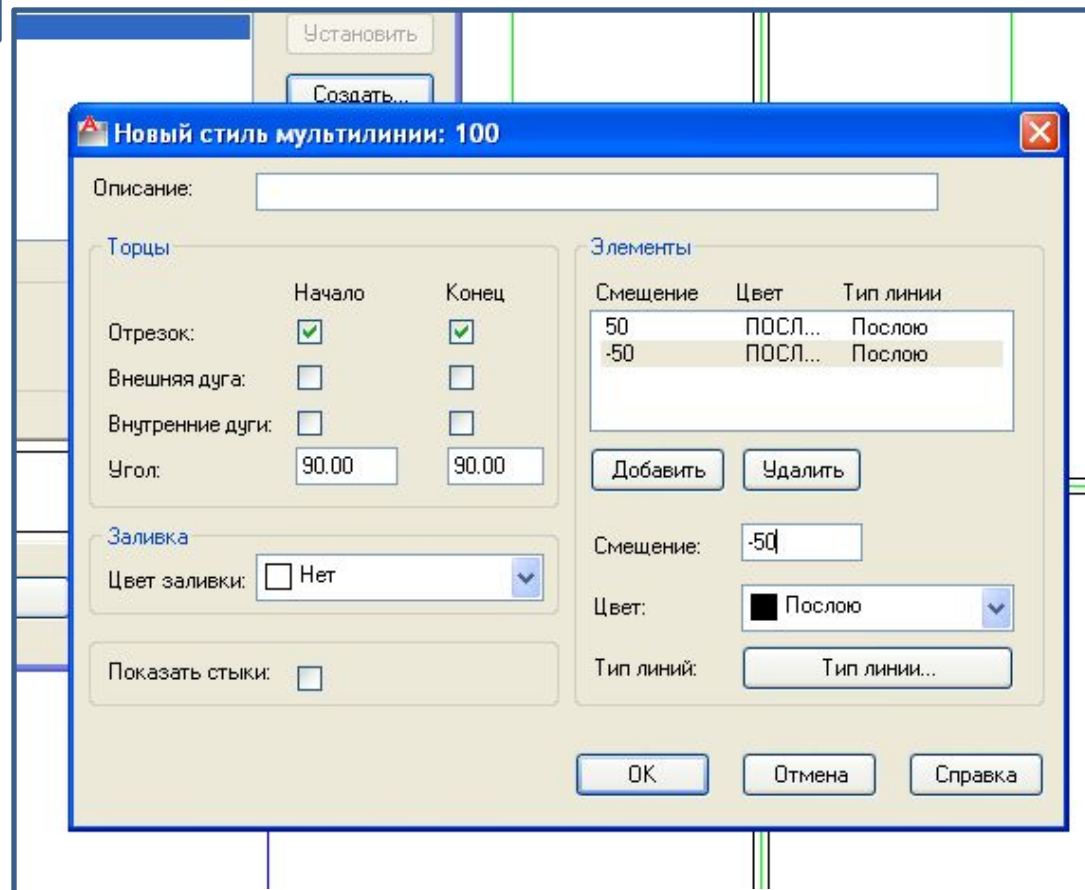 Установить
Создать...
Новый стиль мультилинии: 100
Описание:
Торцы
Начало Конец
Отрезок:
Внешняя дуга:
Внутренние дуги:
Угол: 90.00 90.00
Заливка
Цвет заливки: Нет
Показать стыки:
Элементы
Смещение Цвет Тип линии
50 ПОСЛ... Послою
-50 ПОСЛ... Послою
Добавить Удалить
Смещение: -50
Цвет: Послою
Тип линий: Тип линии...
ОК Отмена Справка